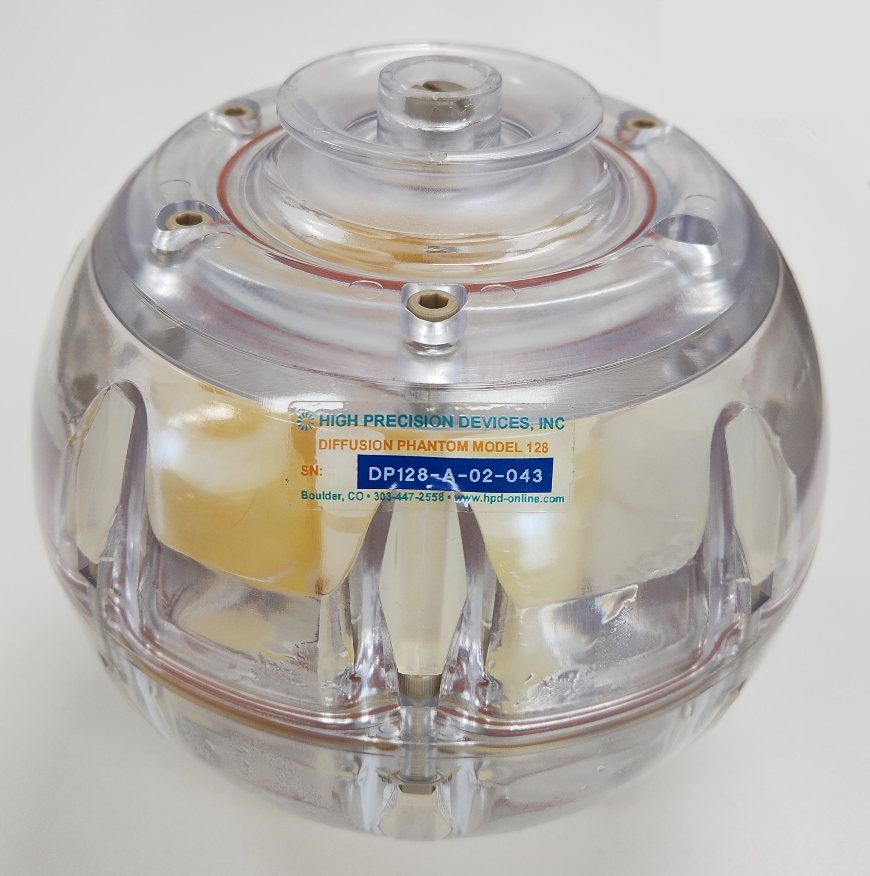 HIGH PRECISION DEVICES, INC
DIFFUSION PHANTOM MODEL 128
SN: DP128-A-02-043
Boulder, CO • 303-447-2558 • www.hpd-online.com